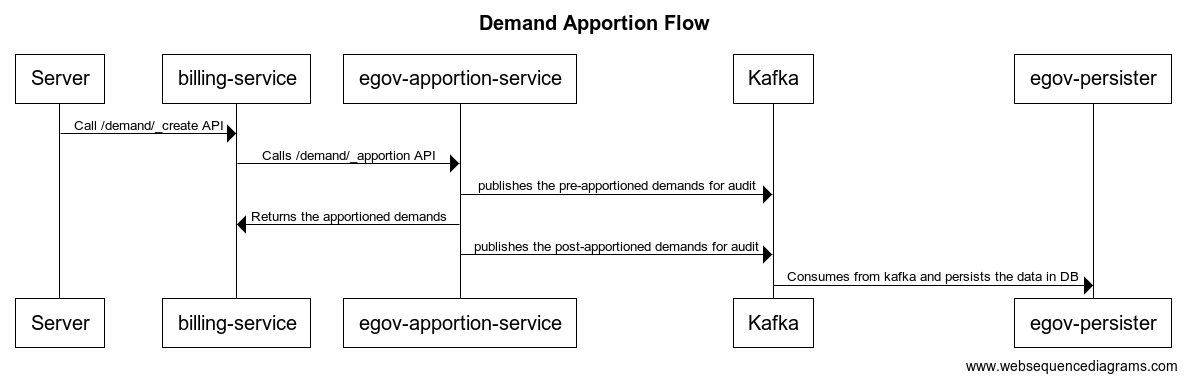 Demand Apportion Flow
Server
billing-service
egov-apportion-service
Kafka
egov-persister
Call /demand/_create API
Calls /demand/_apportion API
publishes the pre-apportioned demands for audit
Returns the apportioned demands
publishes the post-apportioned demands for audit
Consumes from kafka and persists the data in DB
Server
billing-service
egov-apportion-service
Kafka
egov-persister
www.websequencediagrams.com